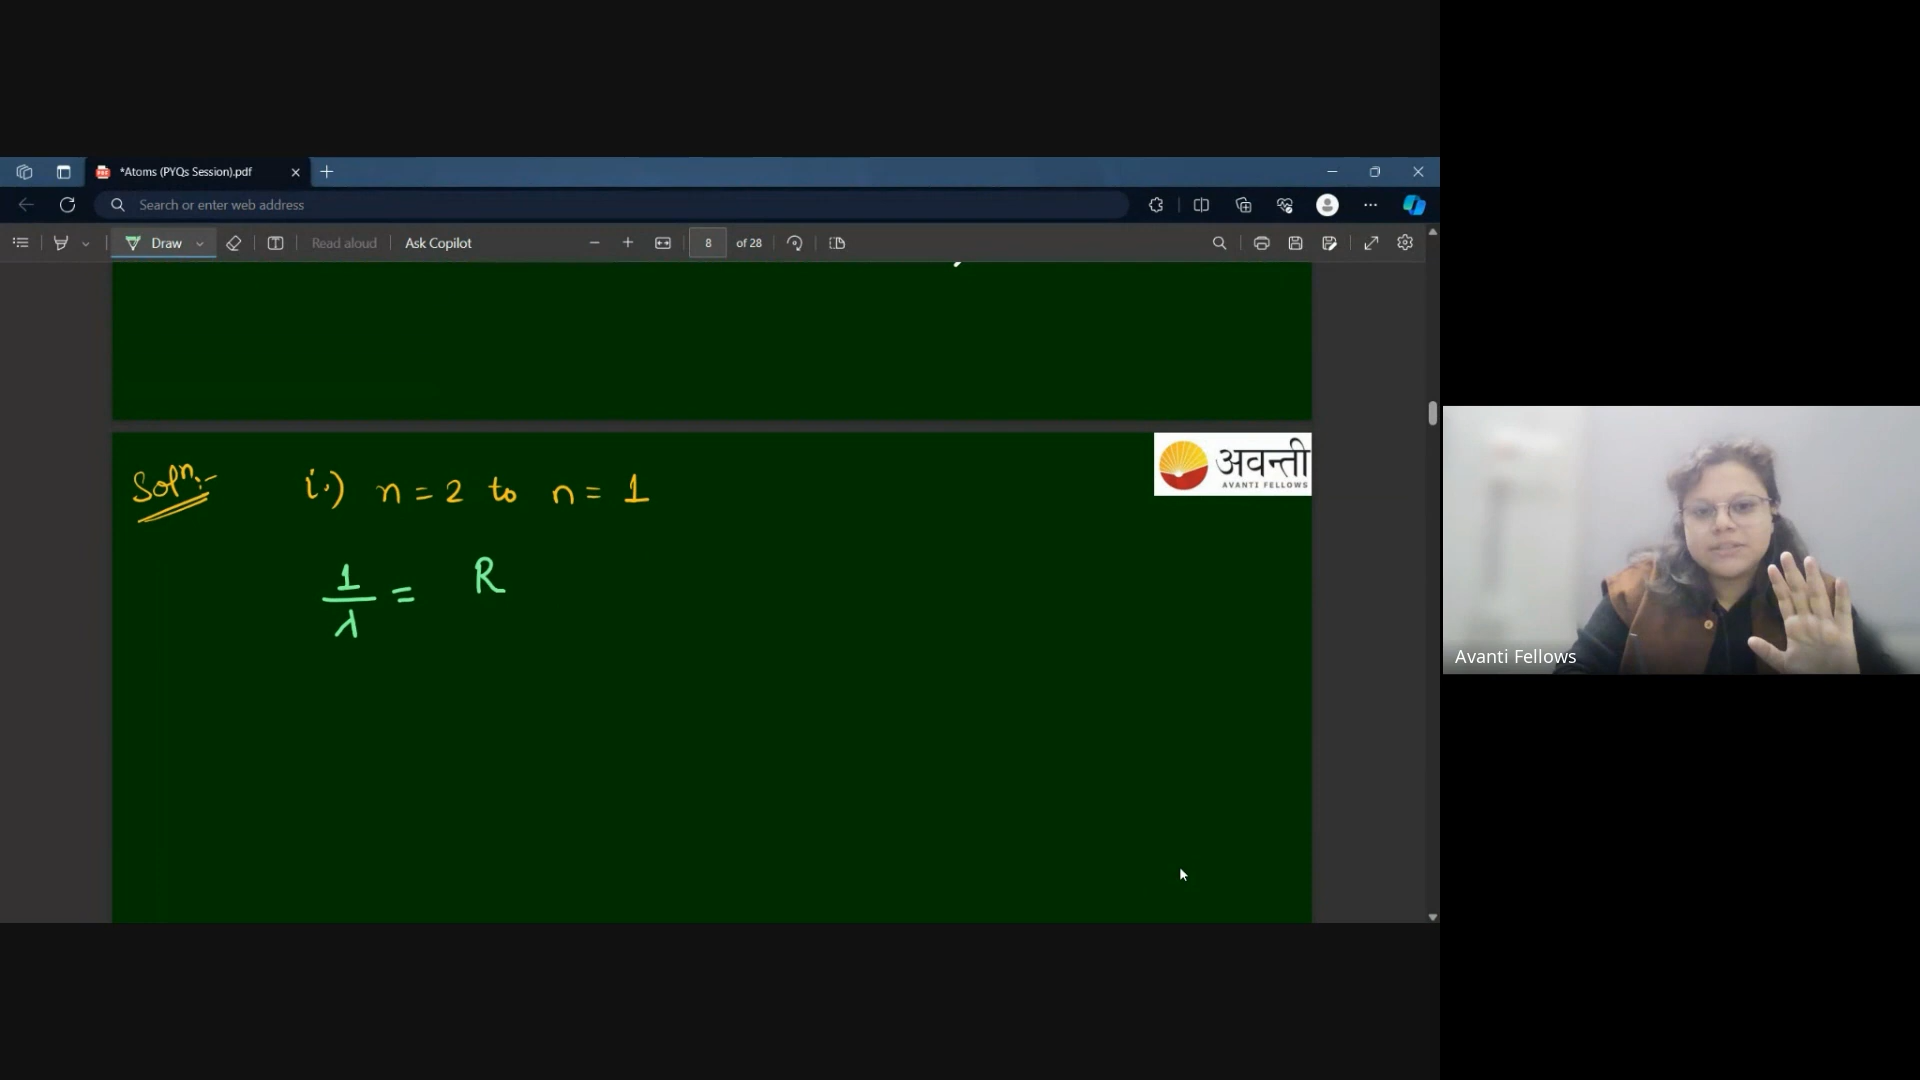 *Atoms (PYQs Session).pdf
Search or enter web address
Draw
Read aloud
Ask Copilot
8 of 28
अवन्ती
AVANTI FELLOWS
Soln:- i.) n = 2 to n = 1
1/λ = R
Avanti Fellows